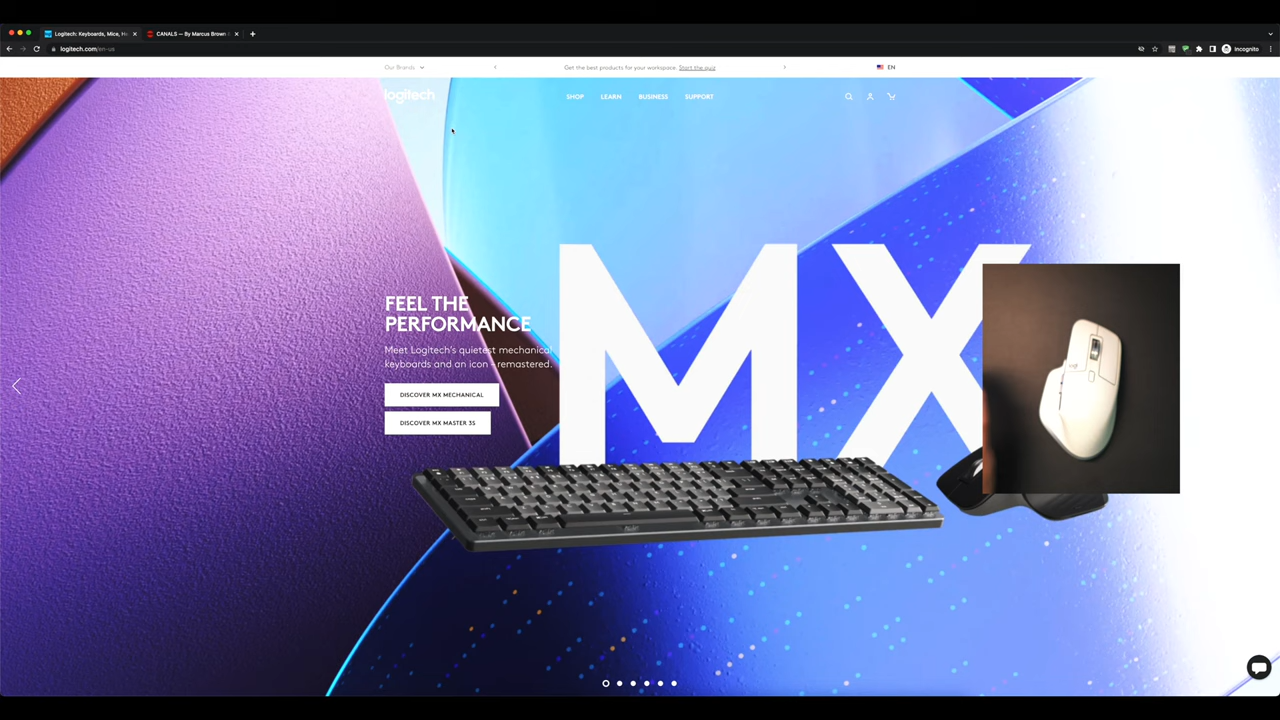 Logitech: Keyboards, Mice, He
CANALS — By Marcus Brown
logitech.com/en-us
Incognito
Our Brands
Get the best products for your workspace. Start the quiz
EN
logitech
SHOP
LEARN
BUSINESS
SUPPORT
MX
FEEL THE
PERFORMANCE
Meet Logitech's quietest mechanical
keyboards and an icon - remastered.
DISCOVER MX MECHANICAL
DISCOVER MX MASTER 3S